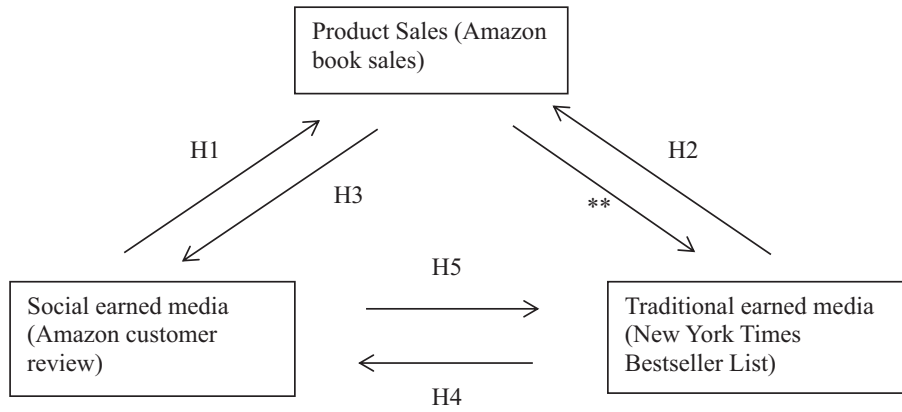 Product Sales (Amazon
book sales)
H1
H2
H3
**
H5
Social earned media
(Amazon customer
review)
Traditional earned media
(New York Times
Bestseller List)
H4